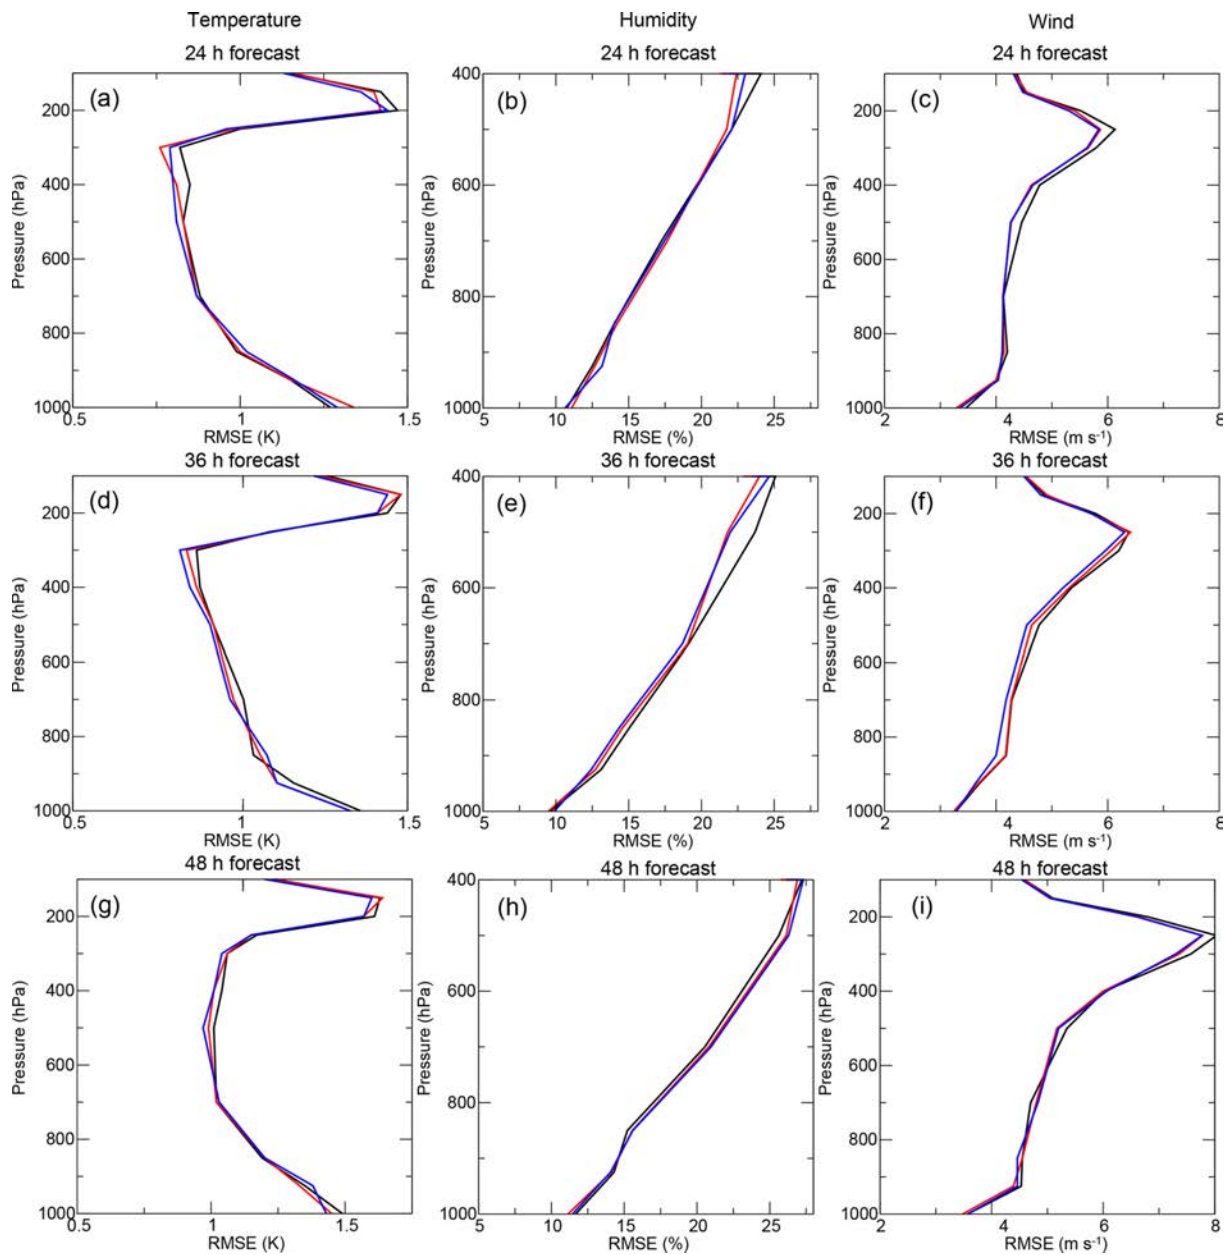 Temperature Humidity Wind
24 h forecast 24 h forecast 24 h forecast
(a) (b) (c)
Pressure (hPa) Pressure (hPa) Pressure (hPa)
200 400 200
400
600 600 400
600
800 800 800
1000 1000 1000
0.5 1 1.5 5 10 15 20 25 2 4 6 8
RMSE (K) RMSE (%) RMSE (m s⁻¹)
36 h forecast 36 h forecast 36 h forecast
(d) (e) (f)
Pressure (hPa) Pressure (hPa) Pressure (hPa)
200 400 200
400 600 400
600 600
800 800 800
1000 1000 1000
0.5 1 1.5 5 10 15 20 25 2 4 6 8
RMSE (K) RMSE (%) RMSE (m s⁻¹)
48 h forecast 48 h forecast 48 h forecast
(g) (h) (i)
Pressure (hPa) Pressure (hPa) Pressure (hPa)
200 400 200
400 600 400
600 600
800 800 800
1000 1000 1000
0.5 1 1.5 5 10 15 20 25 2 4 6 8
RMSE (K) RMSE (%) RMSE (m s⁻¹)